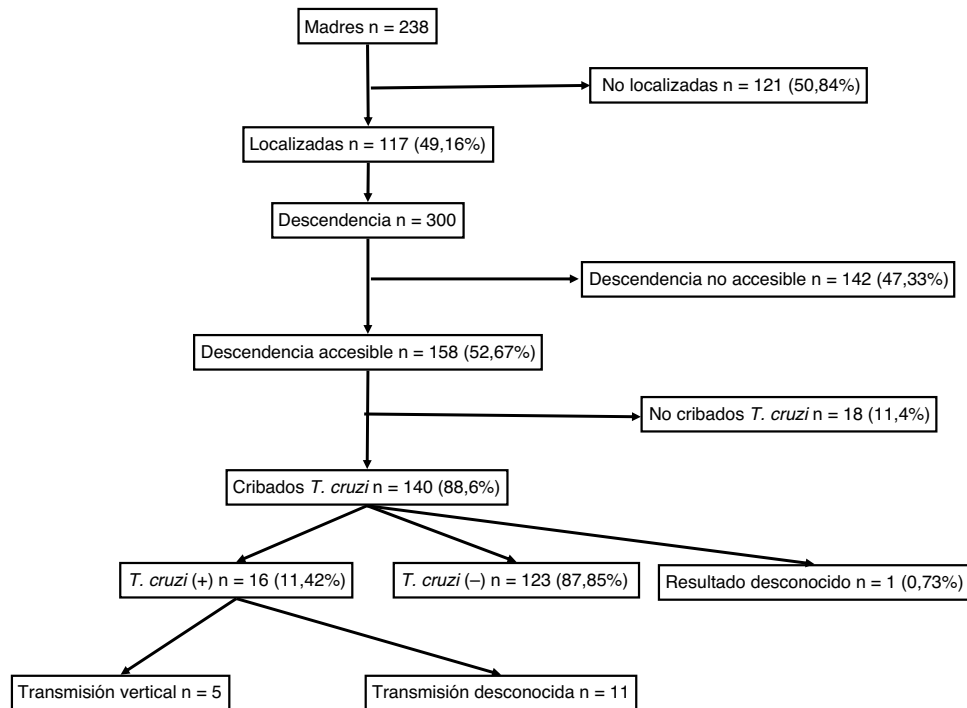 Madres n = 238
No localizadas n = 121 (50,84%)
Localizadas n = 117 (49,16%)
Descendencia n = 300
Descendencia no accesible n = 142 (47,33%)
Descendencia accesible n = 158 (52,67%)
No cribados T. cruzi n = 18 (11,4%)
Cribados T. cruzi n = 140 (88,6%)
T. cruzi (+) n = 16 (11,42%)
T. cruzi (–) n = 123 (87,85%)
Resultado desconocido n = 1 (0,73%)
Transmisión vertical n = 5
Transmisión desconocida n = 11